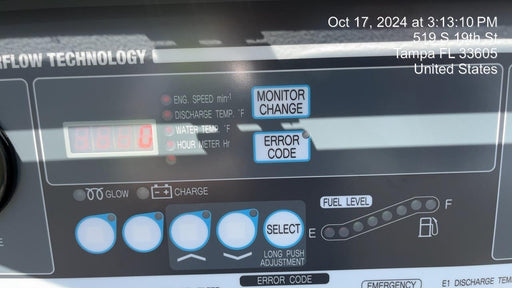 Oct 17, 2024 at 3:13:10 PM
519 S 19th St
Tampa FL 33605
United States
RFLOW TECHNOLOGY
ENG. SPEED min-¹
DISCHARGE TEMP. °F
WATER TEMP. °F
HOUR METER Hr
MONITOR
CHANGE
0
ERROR
CODE
GLOW
CHARGE
FUEL LEVEL
E
F
SELECT
LONG PUSH
ADJUSTMENT
ERROR CODE
EMERGENCY
E1 DISCHARGE TEM